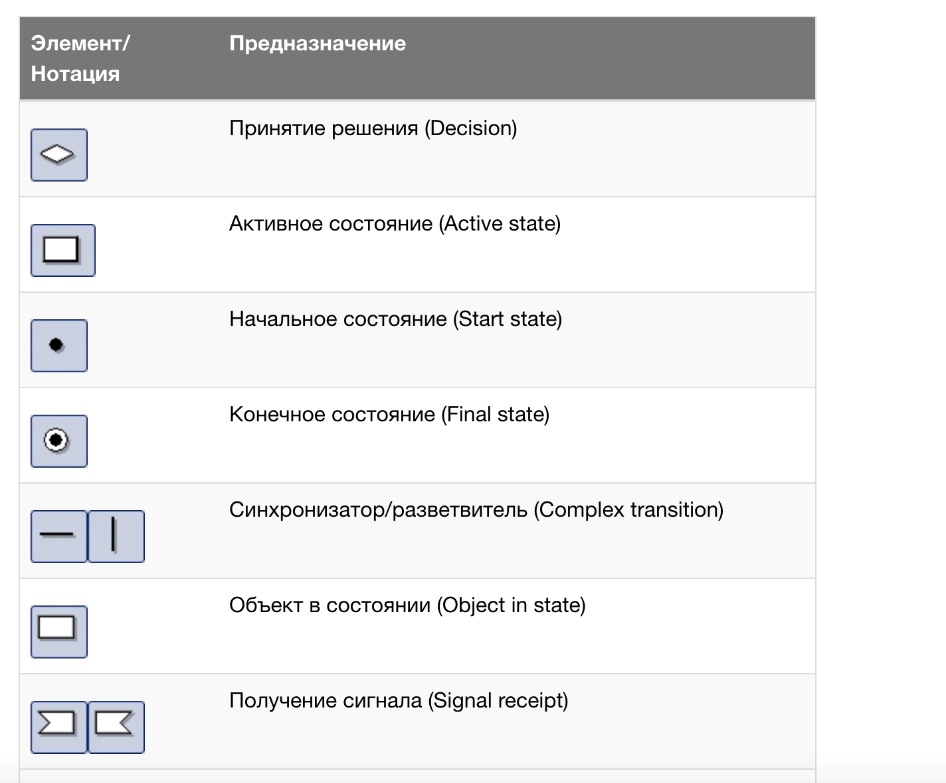 Элемент/
Нотация
Предназначение
Принятие решения (Decision)
Активное состояние (Active state)
Начальное состояние (Start state)
Конечное состояние (Final state)
Синхронизатор/разветвитель (Complex transition)
Объект в состоянии (Object in state)
Получение сигнала (Signal receipt)